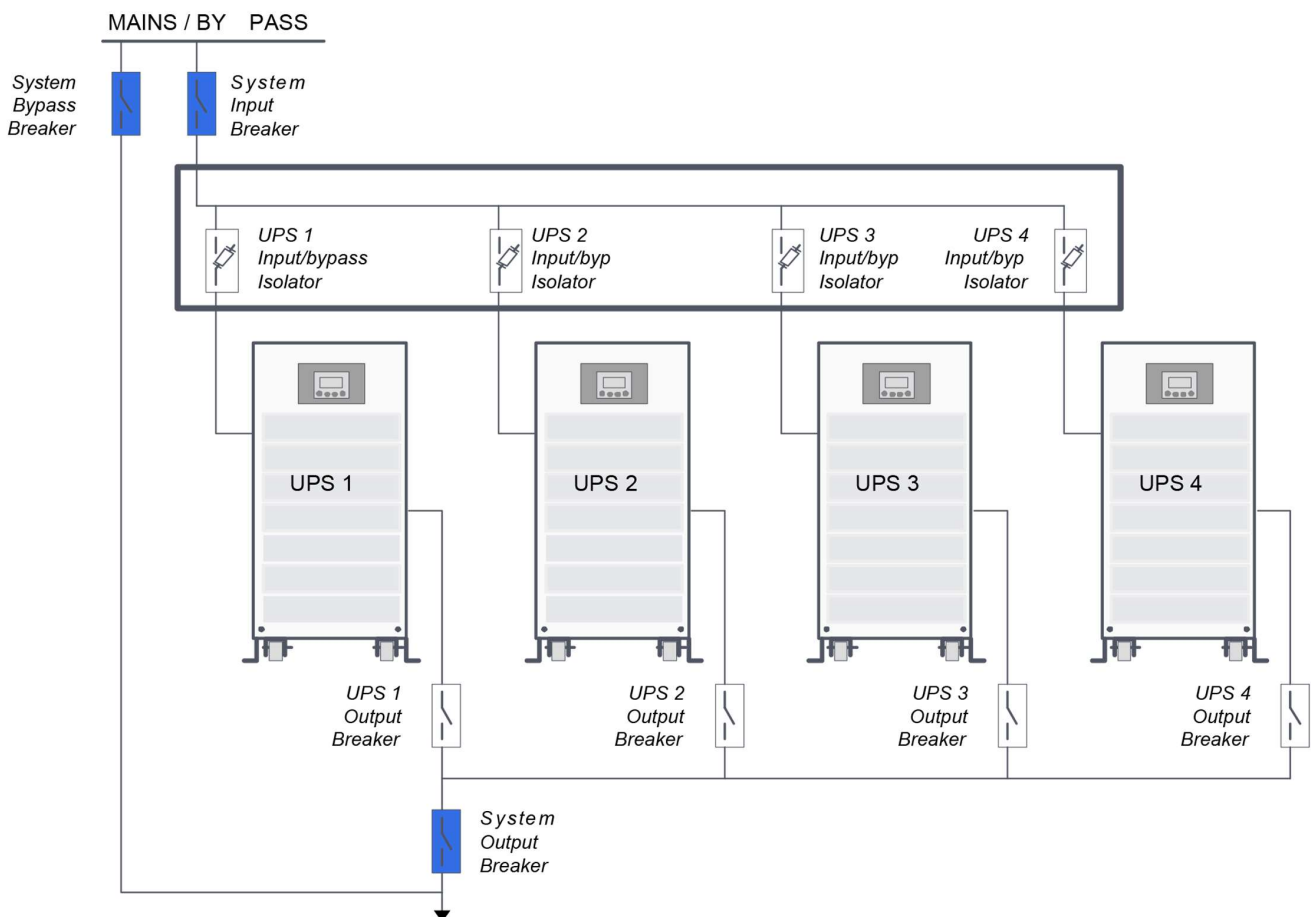 MAINS / BY PASS
System
Bypass
Breaker
System
Input
Breaker
UPS 1
Input/bypass
Isolator
UPS 2
Input/byp
Isolator
UPS 3
Input/byp
Isolator
UPS 4
Input/byp
Isolator
UPS 1
UPS 2
UPS 3
UPS 4
UPS 1
Output
Breaker
UPS 2
Output
Breaker
UPS 3
Output
Breaker
UPS 4
Output
Breaker
System
Output
Breaker